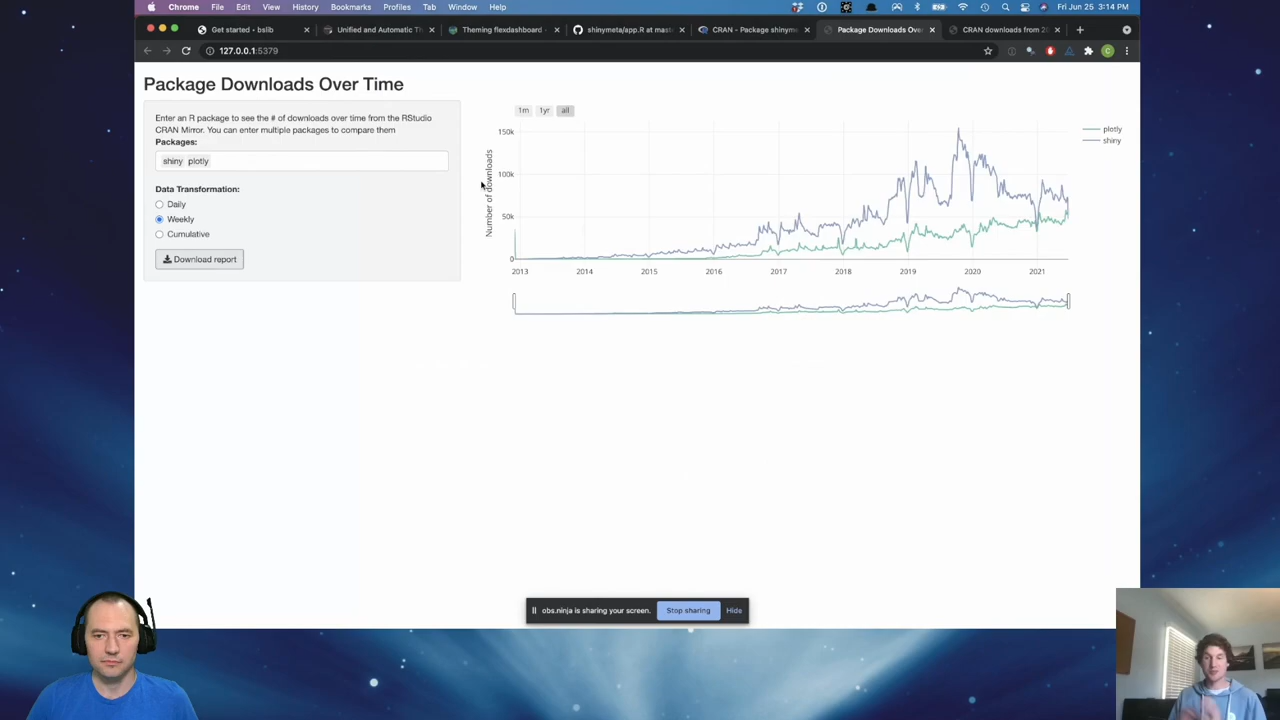 Chrome File Edit View History Bookmarks Profiles Tab Window Help
Fri Jun 25 3:14 PM
Get started · bslib
Unified and Automatic T
Theming flexdashboard ·
shinymeta/app.R at mast
CRAN - Package shinyme
Package Downloads Over
CRAN downloads from 20
127.0.0.1:5379
Package Downloads Over Time
Enter an R package to see the # of downloads over time from the RStudio
CRAN Mirror. You can enter multiple packages to compare them
Packages:
shiny plotly
Data Transformation:
Daily
Weekly
Cumulative
Download report
1m 1yr all
Number of downloads
150k
100k
50k
0
2013 2014 2015 2016 2017 2018 2019 2020 2021
plotly
shiny
obs.ninja is sharing your screen. Stop sharing Hide